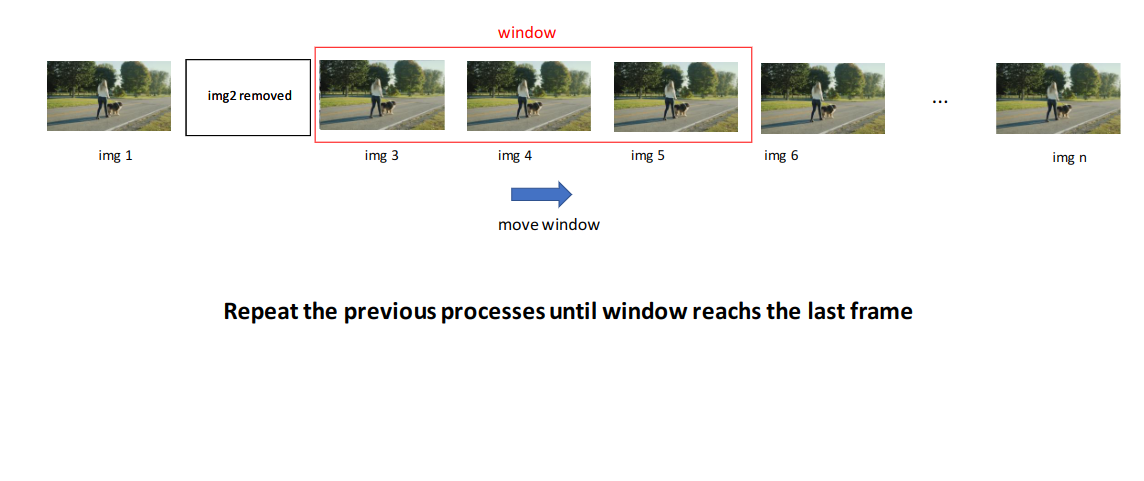 window
img2 removed
...
img 1
img 3
img 4
img 5
img 6
img n
move window
Repeat the previous processes until window reachs the last frame